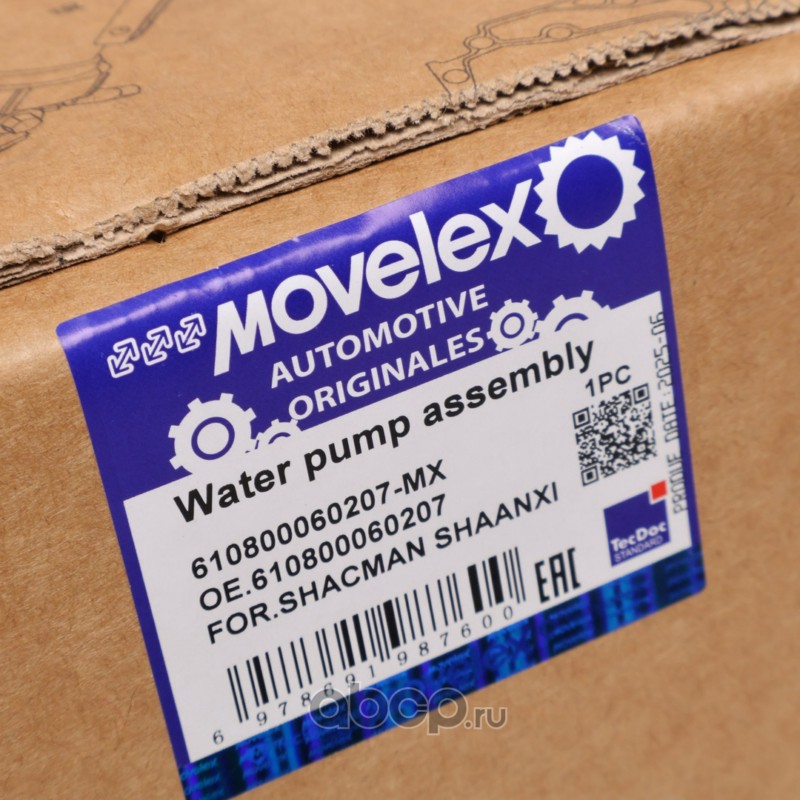 MOVELEX
AUTOMOTIVE
ORIGINALES
Water pump assembly
1PC
610800060207-MX
OE.610800060207
FOR.SHACMAN SHAANXI
PRODUE DATE:2025-06
TecDoc
STANDARD
EAC
6 978691 987600
abcp.ru